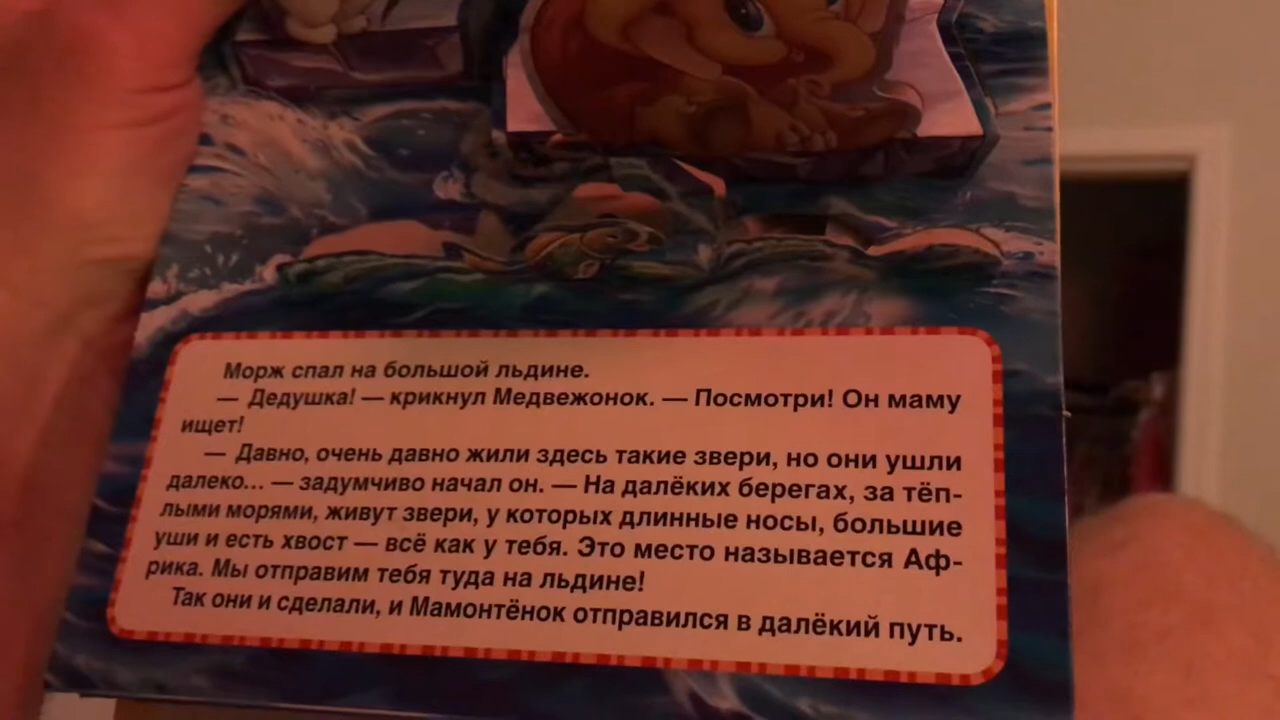 Морж спал на большой льдине.
— Дедушка! — крикнул Медвежонок. — Посмотри! Он маму
ищет!
— Давно, очень давно жили здесь такие звери, но они ушли
далеко... — задумчиво начал он. — На далёких берегах, за тёп-
лыми морями, живут звери, у которых длинные носы, большие
уши и есть хвост — всё как у тебя. Это место называется Аф-
рика. Мы отправим тебя туда на льдине!
Так они и сделали, и Мамонтёнок отправился в далёкий путь.